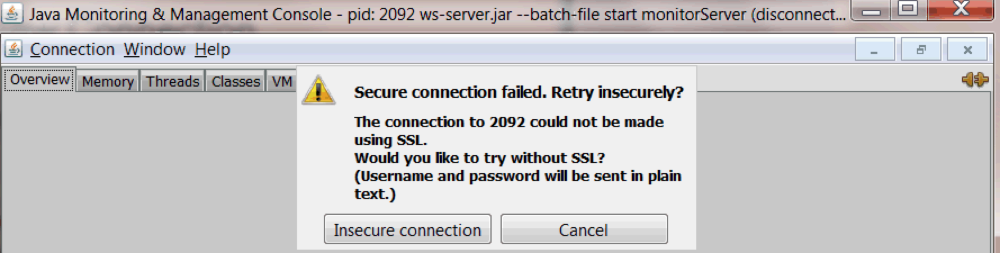 Java Monitoring & Management Console - pid: 2092 ws-server.jar --batch-file start monitorServer (disconnect...
Connection Window Help
Overview Memory Threads Classes VM
Secure connection failed. Retry insecurely?
The connection to 2092 could not be made
using SSL.
Would you like to try without SSL?
(Username and password will be sent in plain
text.)
Insecure connection Cancel